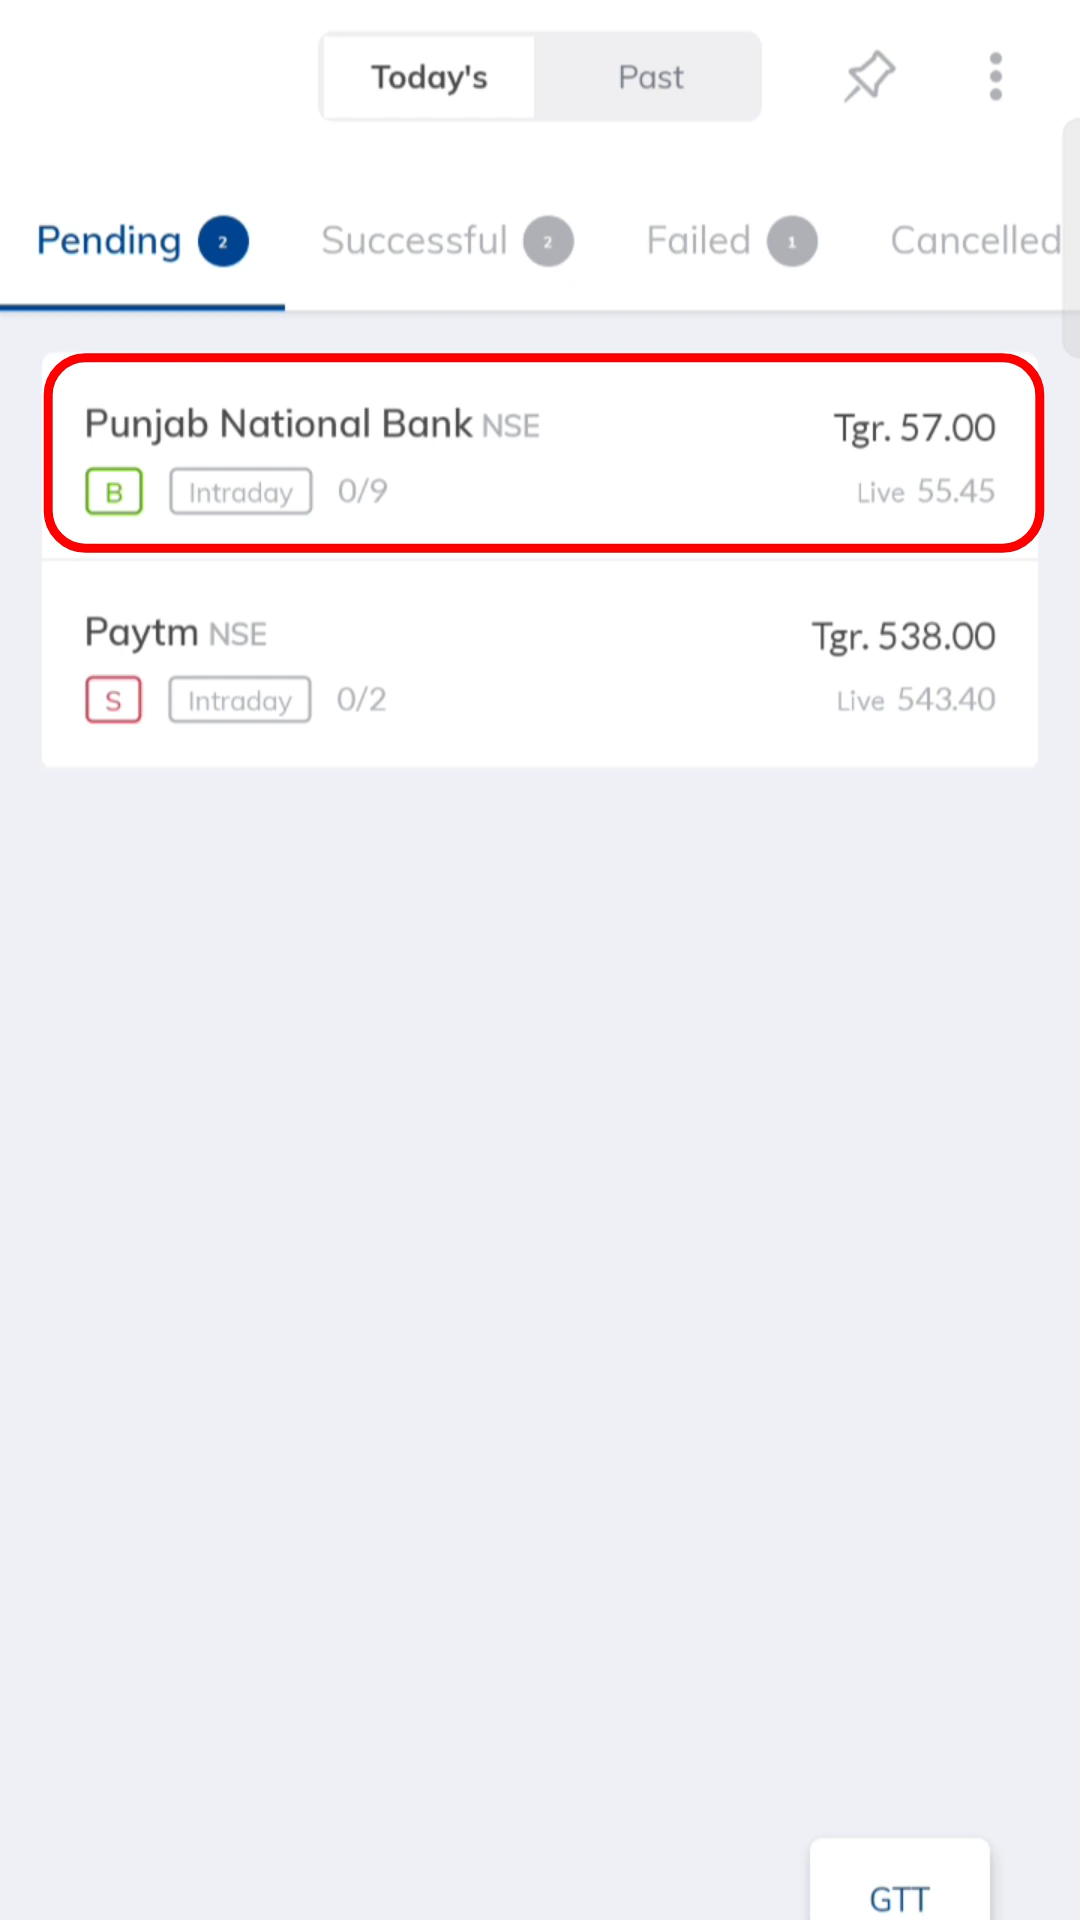 Today's Past
Pending 2 Successful 2 Failed 1 Cancelled
Punjab National Bank NSE Tgr. 57.00
B Intraday 0/9 Live 55.45
Paytm NSE Tgr. 538.00
S Intraday 0/2 Live 543.40
GTT